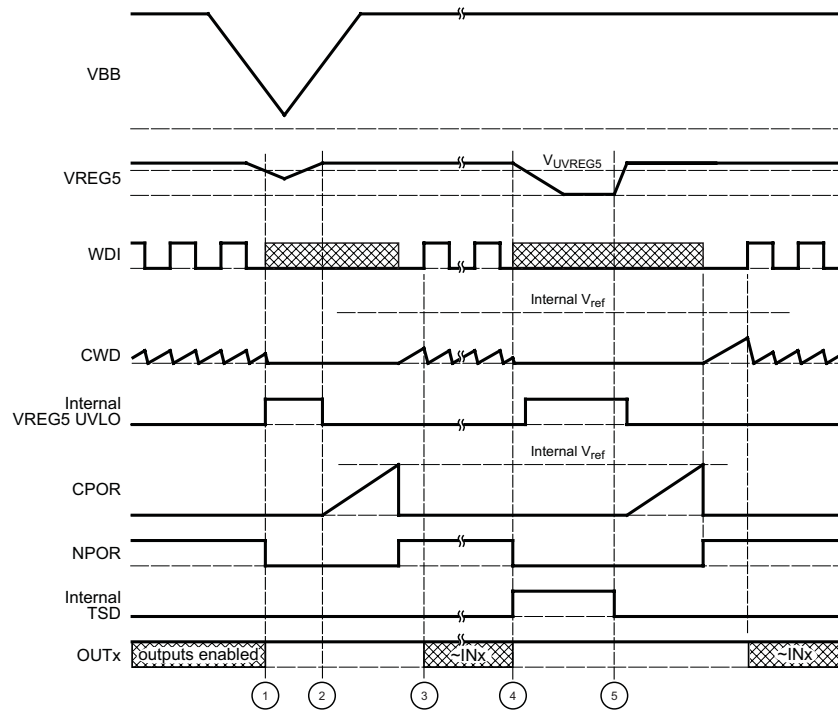 VBB
VREG5
V_UVREG5
WDI
Internal V_ref
CWD
Internal
VREG5 UVLO
Internal V_ref
CPOR
NPOR
Internal
TSD
OUTx
outputs enabled
~INx
~INx
1
2
3
4
5